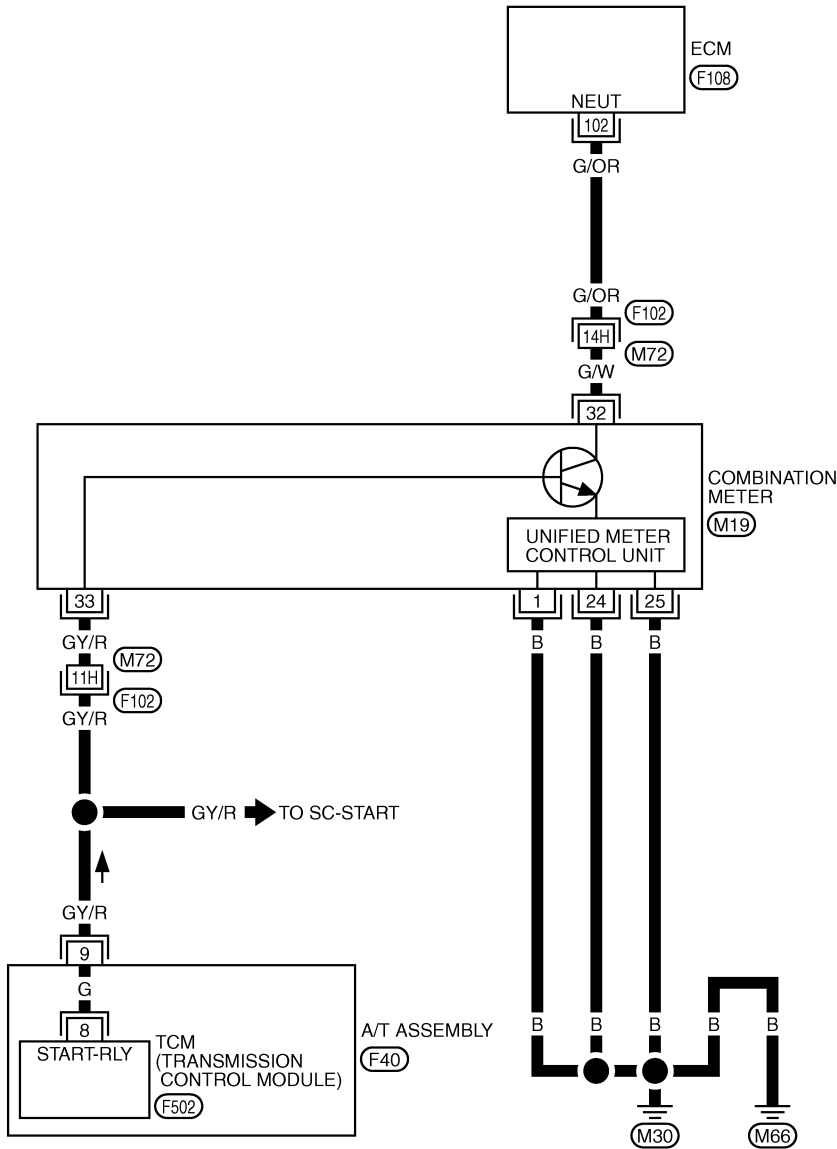 ECM
F108
NEUT
102
G/OR
G/OR
F102
14H
M72
G/W
32
COMBINATION
METER
M19
UNIFIED METER
CONTROL UNIT
33
1
24
25
GY/R
B
B
B
M72
11H
F102
GY/R
GY/R
TO SC-START
GY/R
9
G
8
START-RLY
TCM
(TRANSMISSION
CONTROL MODULE)
F502
A/T ASSEMBLY
F40
B
B
B
B
B
M30
M66